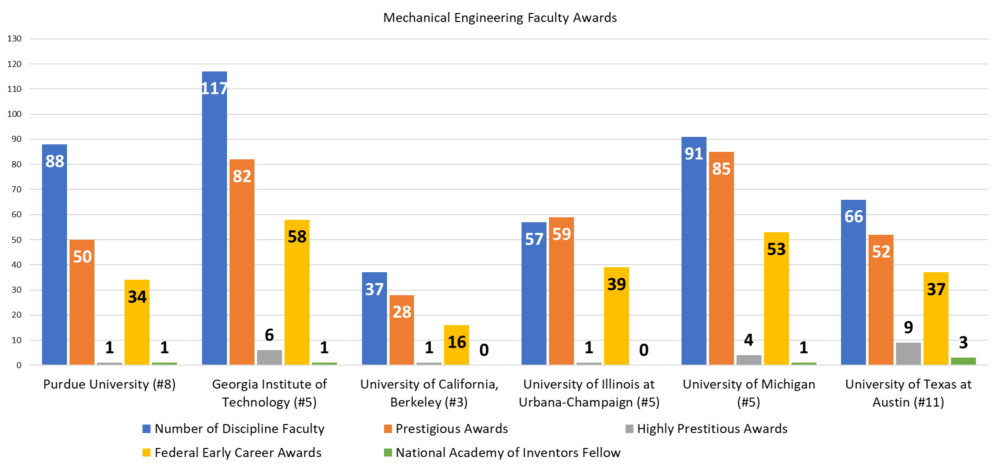 Mechanical Engineering Faculty Awards
130
120
110
100
90
80
70
60
50
40
30
20
10
0
88
50
1
34
1
117
82
6
58
1
37
28
1
16
0
57
59
1
39
0
91
85
4
53
1
66
52
9
37
3
Purdue University (#8)
Georgia Institute of
Technology (#5)
University of California,
Berkeley (#3)
University of Illinois at
Urbana-Champaign (#5)
University of Michigan
(#5)
University of Texas at
Austin (#11)
Number of Discipline Faculty
Prestigious Awards
Highly Prestitious Awards
Federal Early Career Awards
National Academy of Inventors Fellow